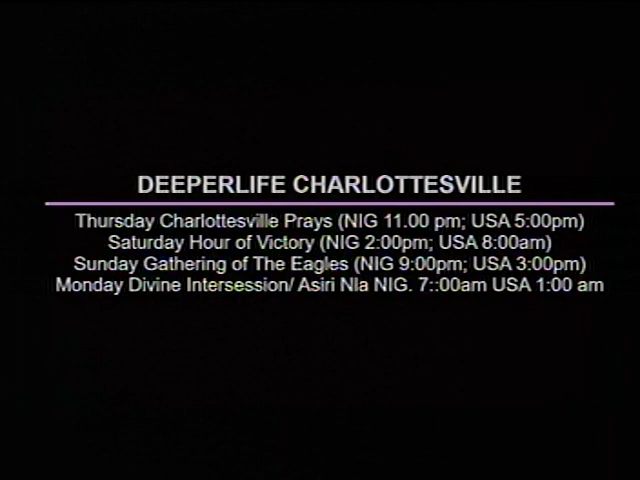 DEEPERLIFE CHARLOTTESVILLE
Thursday Charlottesville Prays (NIG 11.00 pm; USA 5:00pm)
Saturday Hour of Victory (NIG 2:00pm; USA 8:00am)
Sunday Gathering of The Eagles (NIG 9:00pm; USA 3:00pm)
Monday Divine Intersession/ Asiri Nla NIG. 7::00am USA 1:00 am